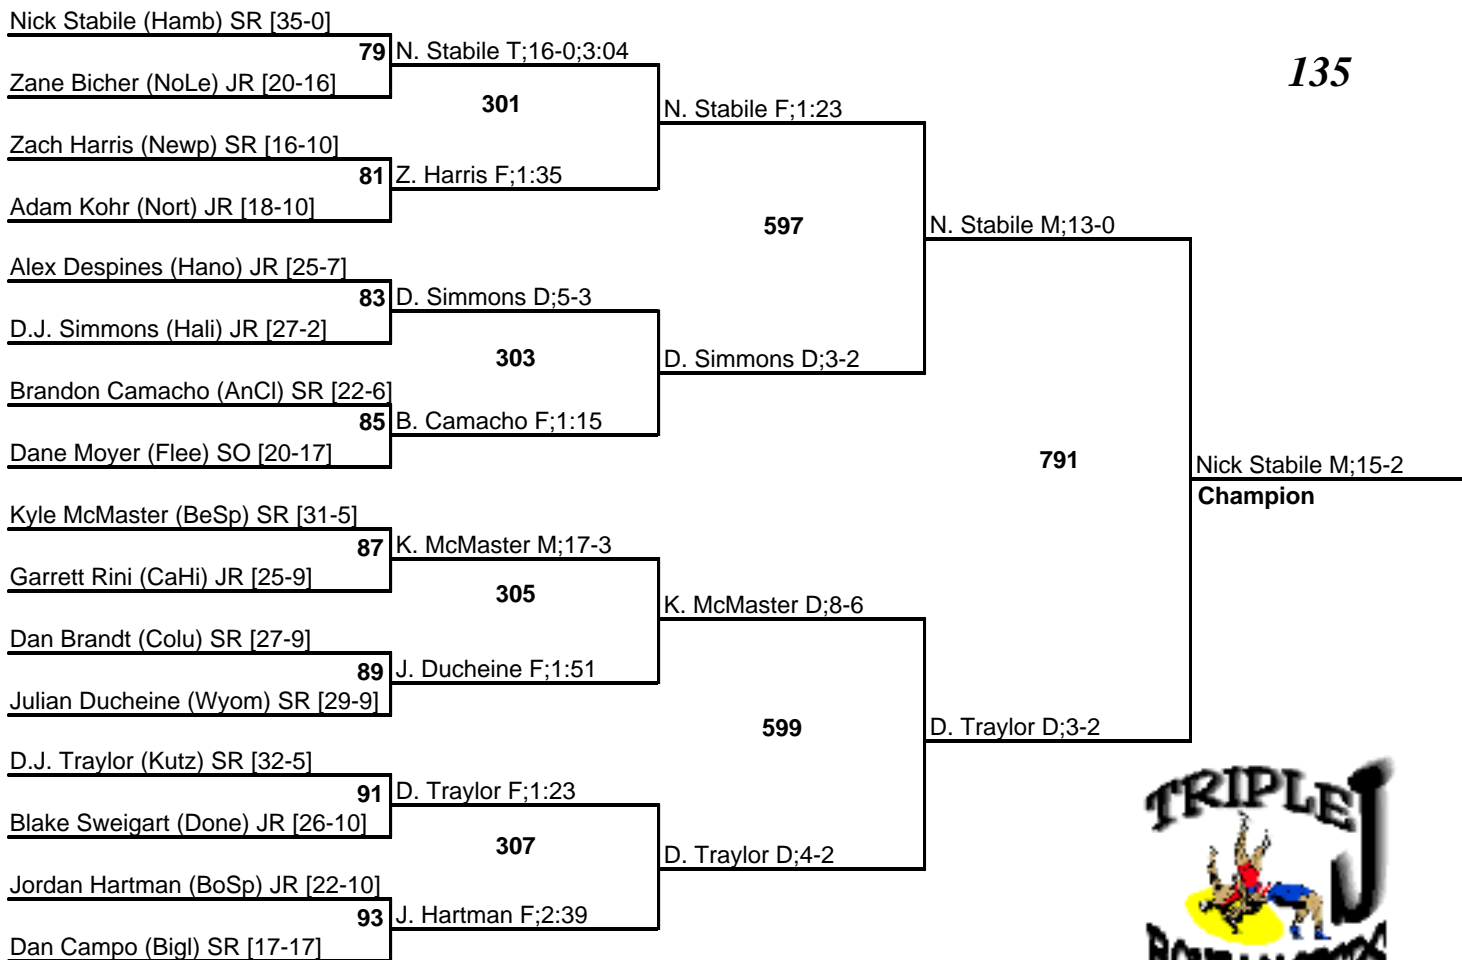 135
Nick Stabile (Hamb) SR [35-0]
79
N. Stabile T;16-0;3:04
Zane Bicher (NoLe) JR [20-16]
301
N. Stabile F;1:23
Zach Harris (Newp) SR [16-10]
81
Z. Harris F;1:35
Adam Kohr (Nort) JR [18-10]
597
N. Stabile M;13-0
Alex Despines (Hano) JR [25-7]
83
D. Simmons D;5-3
D.J. Simmons (Hali) JR [27-2]
303
D. Simmons D;3-2
Brandon Camacho (AnCl) SR [22-6]
85
B. Camacho F;1:15
Dane Moyer (Flee) SO [20-17]
791
Nick Stabile M;15-2
Champion
Kyle McMaster (BeSp) SR [31-5]
87
K. McMaster M;17-3
Garrett Rini (CaHi) JR [25-9]
305
K. McMaster D;8-6
Dan Brandt (Colu) SR [27-9]
89
J. Ducheine F;1:51
Julian Ducheine (Wyom) SR [29-9]
599
D. Traylor D;3-2
D.J. Traylor (Kutz) SR [32-5]
91
D. Traylor F;1:23
Blake Sweigart (Done) JR [26-10]
307
D. Traylor D;4-2
Jordan Hartman (BoSp) JR [22-10]
93
J. Hartman F;2:39
Dan Campo (Bigl) SR [17-17]
TRIPLE J